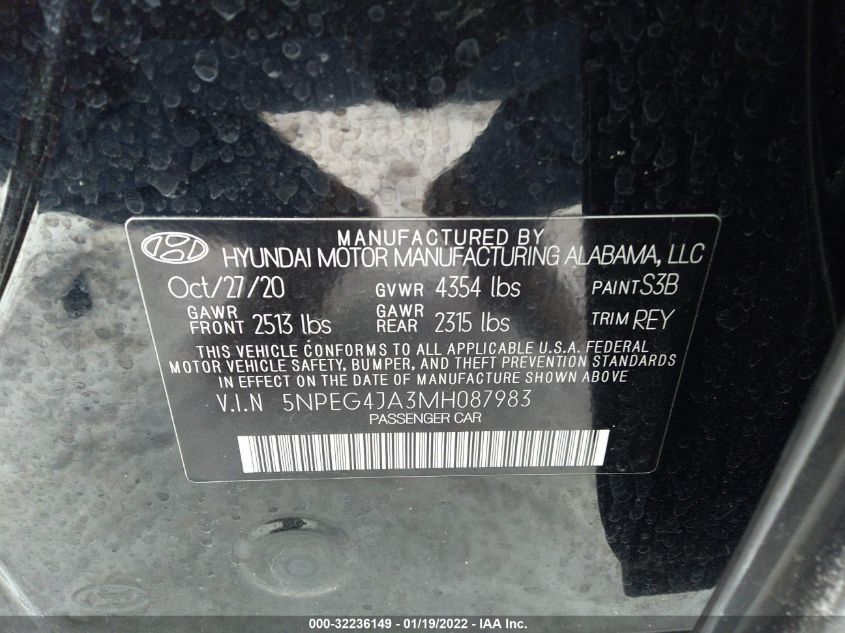 MANUFACTURED BY
HYUNDAI MOTOR MANUFACTURING ALABAMA, LLC
Oct/27/20 GVWR 4354 lbs PAINT S3B
GAWR FRONT 2513 lbs GAWR REAR 2315 lbs TRIM REY
THIS VEHICLE CONFORMS TO ALL APPLICABLE U.S.A. FEDERAL
MOTOR VEHICLE SAFETY, BUMPER, AND THEFT PREVENTION STANDARDS
IN EFFECT ON THE DATE OF MANUFACTURE SHOWN ABOVE
V.I.N 5NPEG4JA3MH087983
PASSENGER CAR
000-32236149 - 01/19/2022 - IAA Inc.